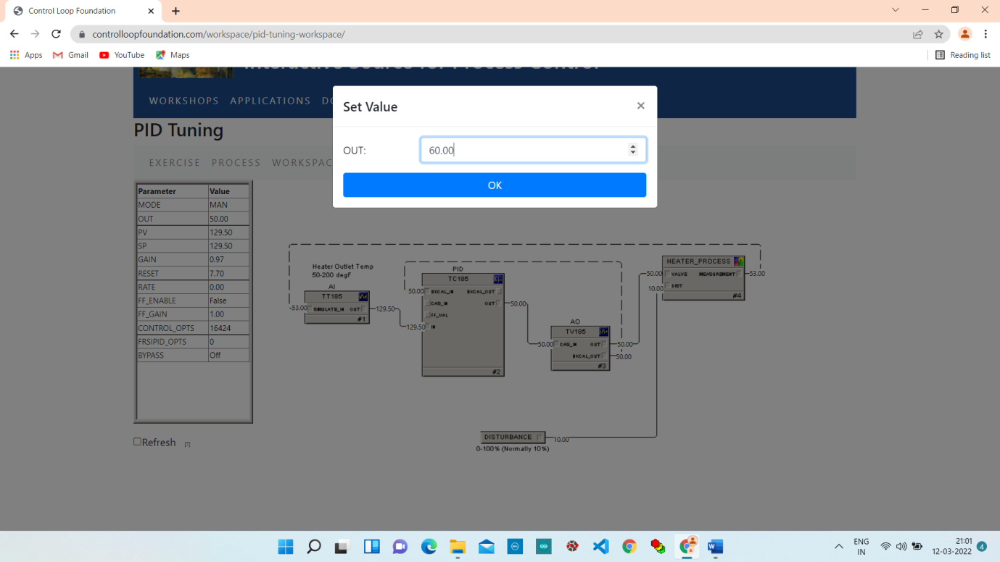 Control Loop Foundation
controlloopfoundation.com/workspace/pid-tuning-workspace/
Apps Gmail YouTube Maps Reading list
WORKSHOPS APPLICATIONS
Set Value ×
OUT: 60.00
OK
PID Tuning
EXERCISE PROCESS
Parameter Value
MODE MAN
OUT 50.00
PV 129.50
SP 129.50
GAIN 0.97
RESET 7.70
RATE 0.00
FF_ENABLE False
FF_GAIN 1.00
CONTROL_OPTS 16424
FRSIPID_OPTS 0
BYPASS Off
Refresh [?]
Heater Outlet Temp
50-200 degF
AI
TT185
53.00 SIMULATE_IN OUT 129.50
#1
PID
TC185
50.00 BKCAL_IN BKCAL_OUT
CAS_IN OUT 50.00
FF_VAL
129.50 IN
#2
AO
TV185
50.00 CAS_IN OUT 50.00
BKCAL_OUT 50.00
#3
HEATER_PROCESS
50.00 VALVE MEASUREMENT 53.00
10.00 DIST
#4
DISTURBANCE 10.00
0-100% (Normally 10%)
ENG
IN
21:01
12-03-2022
4